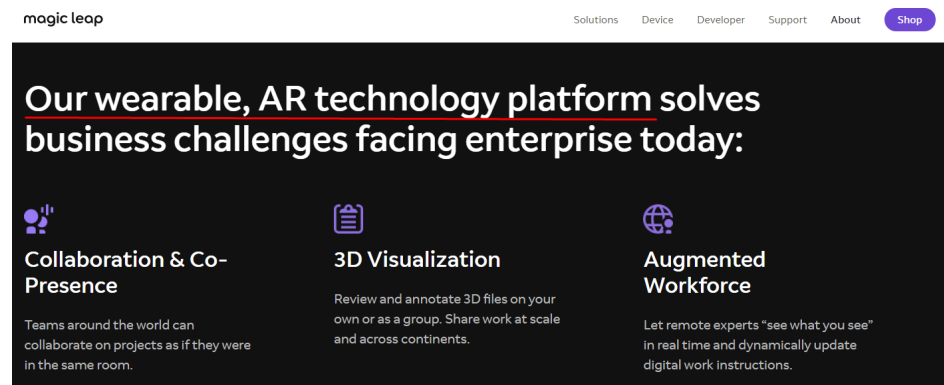 magic leap
Solutions
Device
Developer
Support
About
Shop
Our wearable, AR technology platform solves
business challenges facing enterprise today:
Collaboration & Co-
Presence
Teams around the world can
collaborate on projects as if they were
in the same room.
3D Visualization
Review and annotate 3D files on your
own or as a group. Share work at scale
and across continents.
Augmented
Workforce
Let remote experts “see what you see”
in real time and dynamically update
digital work instructions.